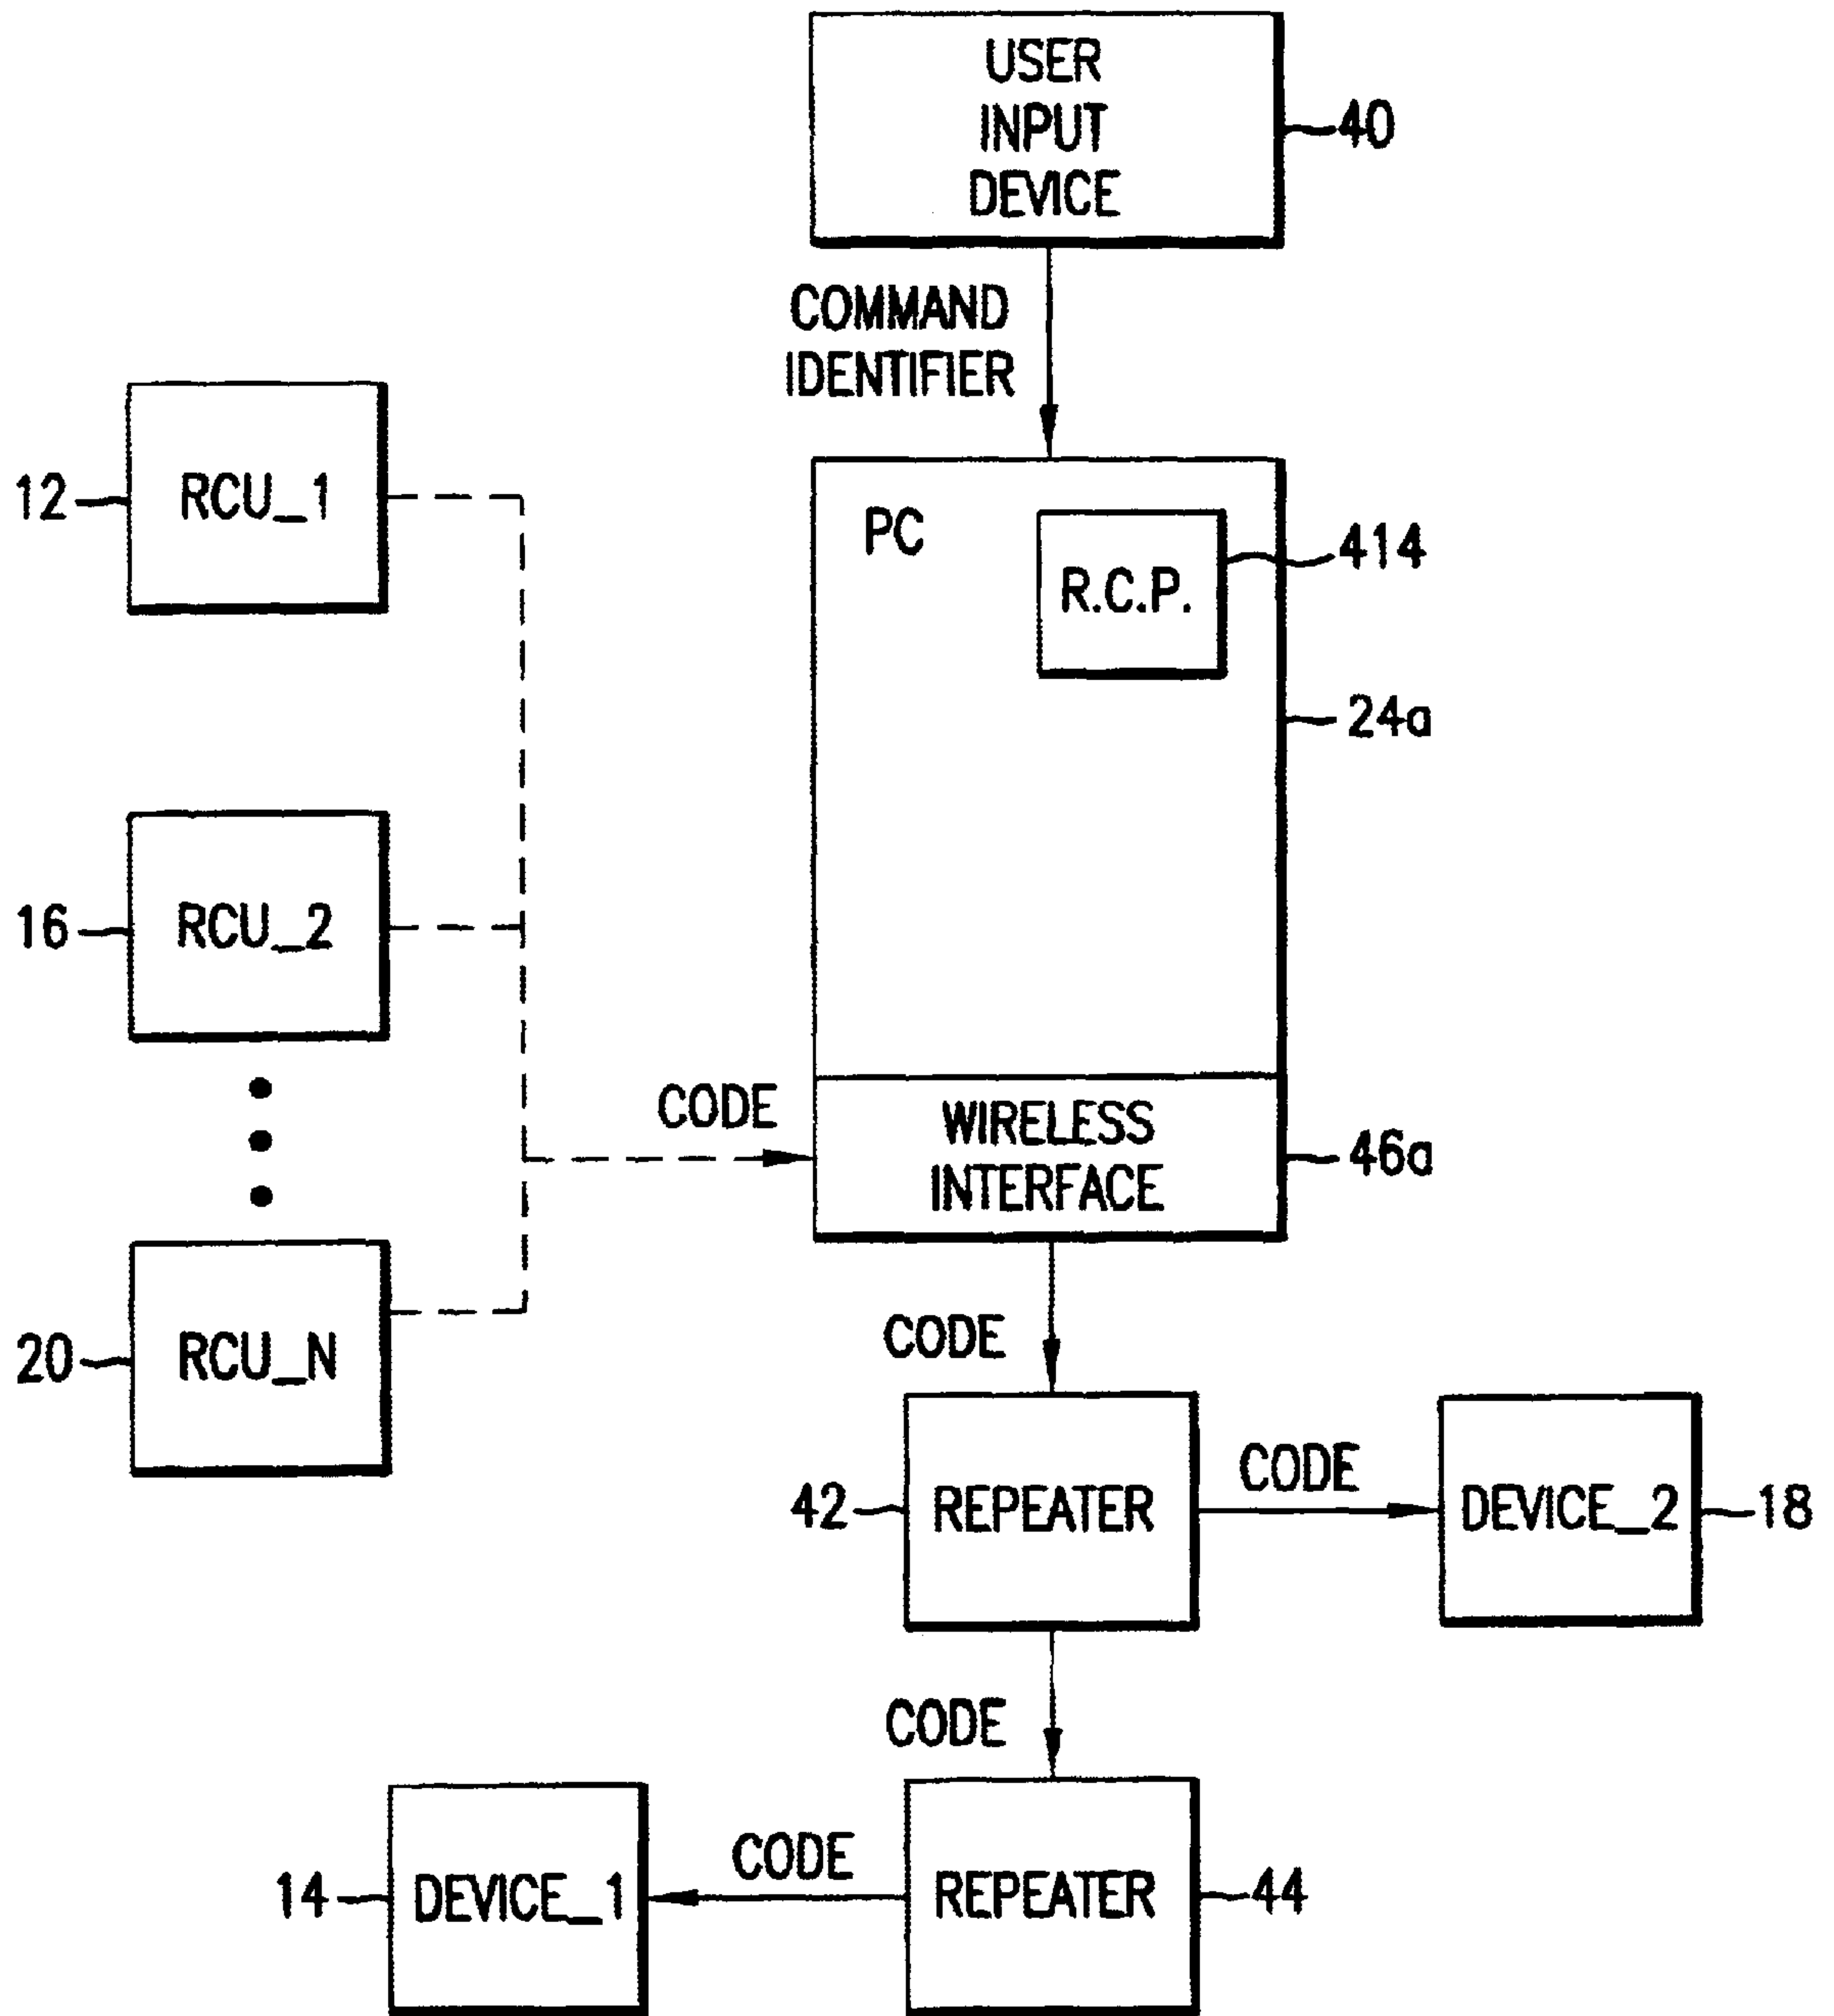 USER
INPUT
DEVICE
40
COMMAND
IDENTIFIER
12
RCU_1
PC
R.C.P.
414
24a
16
RCU_2
CODE
WIRELESS
INTERFACE
46a
20
RCU_N
CODE
42
REPEATER
CODE
DEVICE_2
18
CODE
14
DEVICE_1
CODE
REPEATER
44